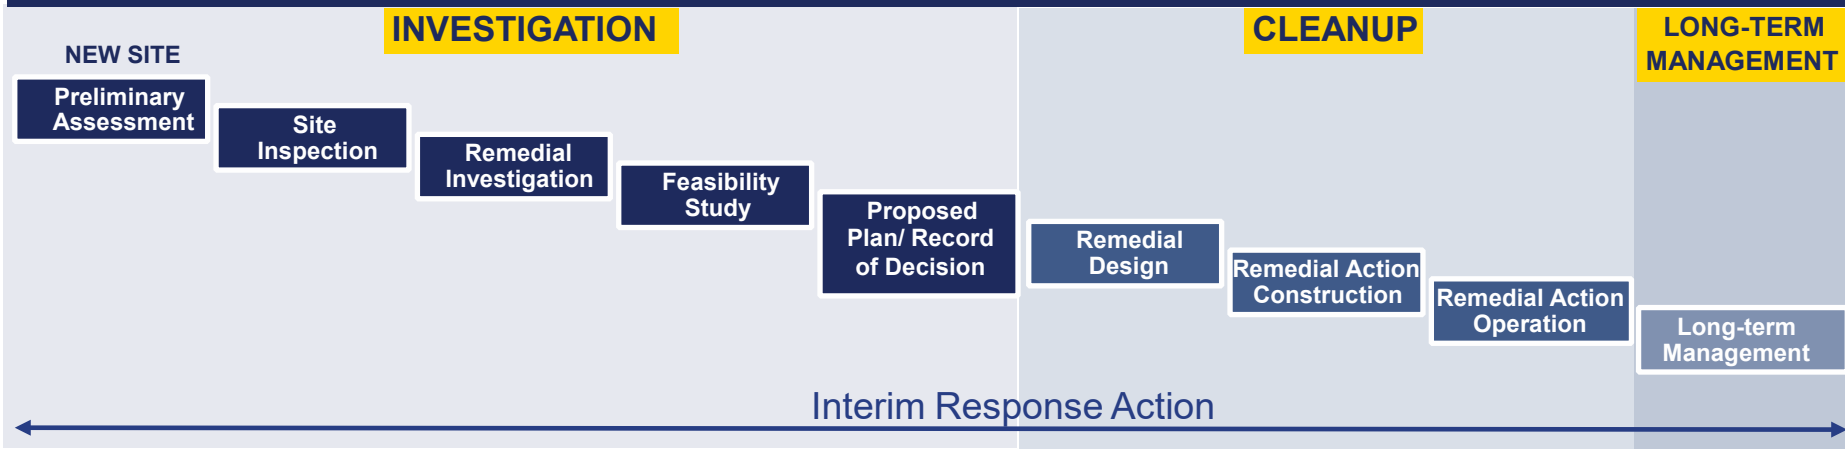 INVESTIGATION
CLEANUP
LONG-TERM
MANAGEMENT
NEW SITE
Preliminary
Assessment
Site
Inspection
Remedial
Investigation
Feasibility
Study
Proposed
Plan/ Record
of Decision
Remedial
Design
Remedial Action
Construction
Remedial Action
Operation
Long-term
Management
Interim Response Action